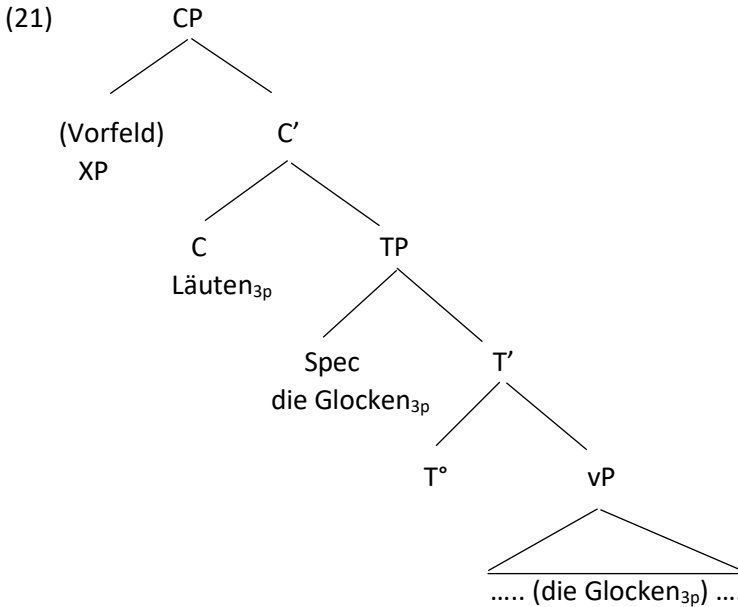 (21) CP
(Vorfeld) C’
XP
C TP
Läuten3p
Spec T’
die Glocken3p
T° vP
..... (die Glocken3p) ....